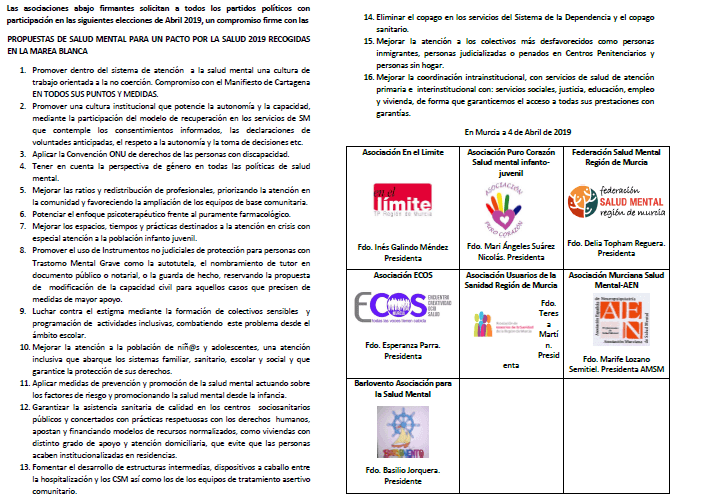 Las asociaciones abajo firmantes solicitan a todos los partidos políticos con
participación en las siguientes elecciones de Abril 2019, un compromiso firme con las
PROPUESTAS DE SALUD MENTAL PARA UN PACTO POR LA SALUD 2019 RECOGIDAS
EN LA MAREA BLANCA
1. Promover dentro del sistema de atención a la salud mental una cultura de
trabajo orientada a la no coerción. Compromiso con el Manifiesto de Cartagena
EN TODOS SUS PUNTOS Y MEDIDAS.
2. Promover una cultura institucional que potencie la autonomía y la capacidad,
mediante la participación del modelo de recuperación en los servicios de SM
que contemple los consentimientos informados, las declaraciones de
voluntades anticipadas, el respeto a la autonomía y la toma de decisiones etc.
3. Aplicar la Convención ONU de derechos de las personas con discapacidad.
4. Tener en cuenta la perspectiva de género en todas las políticas de salud
mental.
5. Mejorar las ratios y redistribución de profesionales, priorizando la atención en
la comunidad y favoreciendo la ampliación de los equipos de base comunitaria.
6. Potenciar el enfoque psicoterapéutico frente al puramente farmacológico.
7. Mejorar los espacios, tiempos y prácticas destinados a la atención en crisis con
especial atención a la población infanto juvenil.
8. Promover el uso de Instrumentos no judiciales de protección para personas con
Trastorno Mental Grave como la autotutela, el nombramiento de tutor en
documento público o notarial, o la guarda de hecho, reservando la propuesta
de modificación de la capacidad civil para aquellos casos que precisen de
medidas de mayor apoyo.
9. Luchar contra el estigma mediante la formación de colectivos sensibles y
programación de actividades inclusivas, combatiendo este problema desde el
ámbito escolar.
10. Mejorar la atención a la población de niñ@s y adolescentes, una atención
inclusiva que abarque los sistemas familiar, sanitario, escolar y social y que
garantice la protección de sus derechos.
11. Aplicar medidas de prevención y promoción de la salud mental actuando sobre
los factores de riesgo y promocionando la salud mental desde la infancia.
12. Garantizar la asistencia sanitaria de calidad en los centros sociosanitarios
públicos y concertados con prácticas respetuosas con los derechos humanos,
apostan y financiando modelos de recursos normalizados, como viviendas con
distinto grado de apoyo y atención domiciliaria, que evite que las personas
acaben institucionalizadas en residencias.
13. Fomentar el desarrollo de estructuras intermedias, dispositivos a caballo entre
la hospitalización y los CSM así como los de los equipos de tratamiento asertivo
comunitario.
14. Eliminar el copago en los servicios del Sistema de la Dependencia y el copago
sanitario.
15. Mejorar la atención a los colectivos más desfavorecidos como personas
inmigrantes, personas judicializadas o penados en Centros Penitenciarios y
personas sin hogar.
16. Mejorar la coordinación intrainstitucional, con servicios de salud de atención
primaria e interinstitucional con: servicios sociales, justicia, educación, empleo
y vivienda, de forma que garanticemos el acceso a todas sus prestaciones con
garantías.
En Murcia a 4 de Abril de 2019
Asociación En el Límite
en el
límite
TP Región de Murcia
Fdo. Inés Galindo Méndez
Presidenta
Asociación Puro Corazón
Salud mental infanto-
juvenil
ASOCIACIÓN
PURO CORAZÓN
Fdo. Mari Ángeles Suárez
Nicolás. Presidenta
Federación Salud Mental
Región de Murcia
federación
SALUD MENTAL
región de murcia
Fdo. Delia Topham Reguera.
Presidenta
Asociación ECOS
ECOS
ENCUENTRO
CREATIVIDAD
OCIO
SALUD
Fdo. Esperanza Parra.
Presidenta
Asociación Usuarios de la
Sanidad Región de Murcia
Fdo.
Teres
a
Martí
n.
Presid
enta
Asociación Murciana Salud
Mental-AEN
AEN
Fdo. Marife Lozano
Semitiel. Presidenta AMSM
Barlovento Asociación para
la Salud Mental
BARLOVENTO
Fdo. Basilio Jorquera.
Presidente